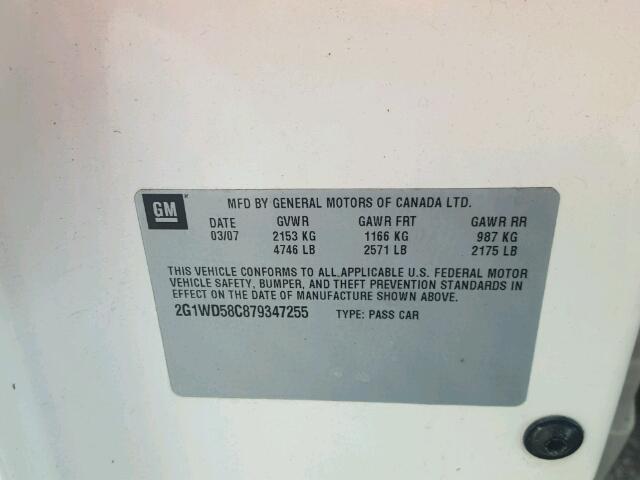 GM
MFD BY GENERAL MOTORS OF CANADA LTD.
DATE GVWR GAWR FRT GAWR RR
03/07 2153 KG 1166 KG 987 KG
4746 LB 2571 LB 2175 LB
THIS VEHICLE CONFORMS TO ALL APPLICABLE U.S. FEDERAL MOTOR
VEHICLE SAFETY, BUMPER, AND THEFT PREVENTION STANDARDS IN
EFFECT ON THE DATE OF MANUFACTURE SHOWN ABOVE.
2G1WD58C879347255 TYPE: PASS CAR